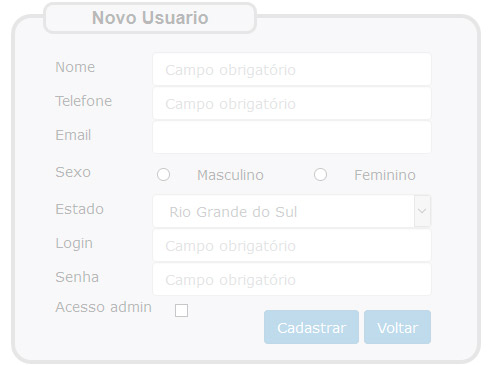 Novo Usuario
Nome Campo obrigatório
Telefone Campo obrigatório
Email
Sexo Masculino Feminino
Estado Rio Grande do Sul
Login Campo obrigatório
Senha Campo obrigatório
Acesso admin
Cadastrar Voltar